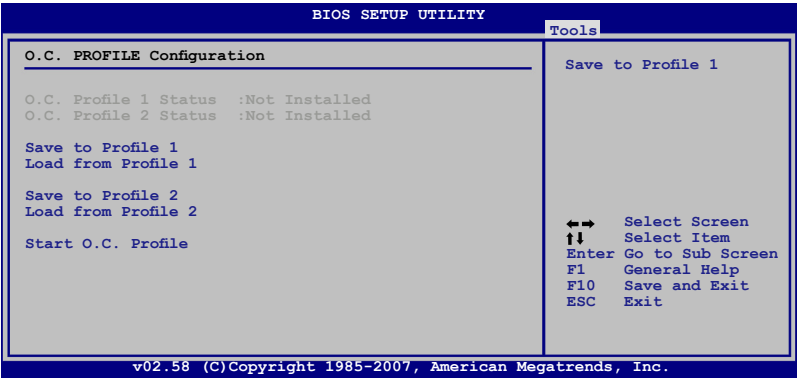 BIOS SETUP UTILITY
Tools
O.C. PROFILE Configuration
O.C. Profile 1 Status :Not Installed
O.C. Profile 2 Status :Not Installed
Save to Profile 1
Load from Profile 1
Save to Profile 2
Load from Profile 2
Start O.C. Profile
Save to Profile 1
←→ Select Screen
↑↓ Select Item
Enter Go to Sub Screen
F1 General Help
F10 Save and Exit
ESC Exit
v02.58 (C)Copyright 1985-2007, American Megatrends, Inc.